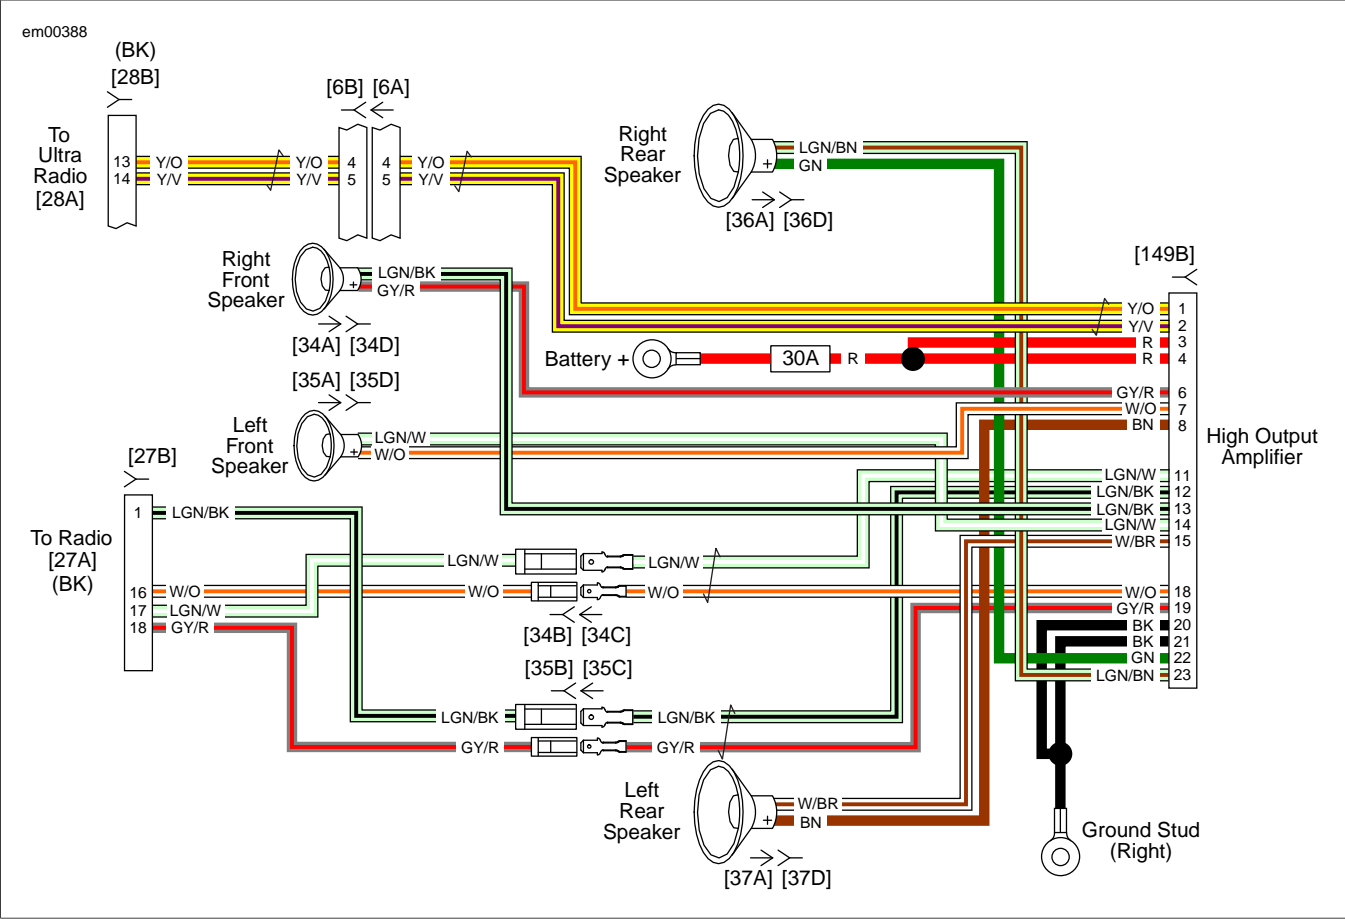 em00388
(BK)
[28B]
To
Ultra
Radio
[28A]
13 Y/O Y/O 4
14 Y/V Y/V 5
[6B] [6A]
4 Y/O
5 Y/V
Right
Rear
Speaker
+
LGN/BN
GN
[36A] [36D]
Right
Front
Speaker
+
LGN/BK
GY/R
[34A] [34D]
[35A] [35D]
Left
Front
Speaker
+
LGN/W
W/O
Battery +
30A
R
[149B]
Y/O 1
Y/V 2
R 3
R 4
GY/R 6
W/O 7
BN 8
LGN/W 11
LGN/BK 12
LGN/BK 13
LGN/W 14
W/BR 15
W/O 18
GY/R 19
BK 20
BK 21
GN 22
LGN/BN 23
High Output
Amplifier
[27B]
To Radio
[27A]
(BK)
1 LGN/BK
16 W/O
17 LGN/W
18 GY/R
LGN/W LGN/W
W/O W/O
[34B] [34C]
[35B] [35C]
LGN/BK LGN/BK
GY/R GY/R
Left
Rear
Speaker
+
W/BR
BN
[37A] [37D]
Ground Stud
(Right)